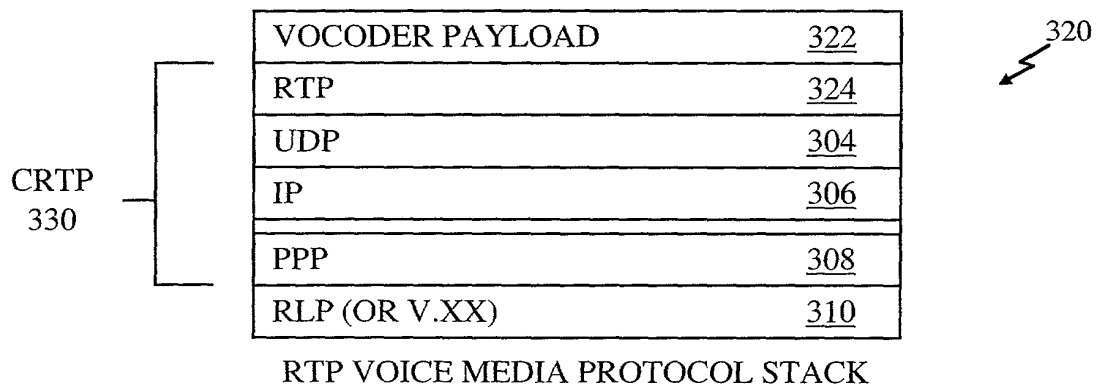 VOCODER PAYLOAD 322
320
RTP 324
UDP 304
CRTP
330
IP 306
PPP 308
RLP (OR V.XX) 310
RTP VOICE MEDIA PROTOCOL STACK